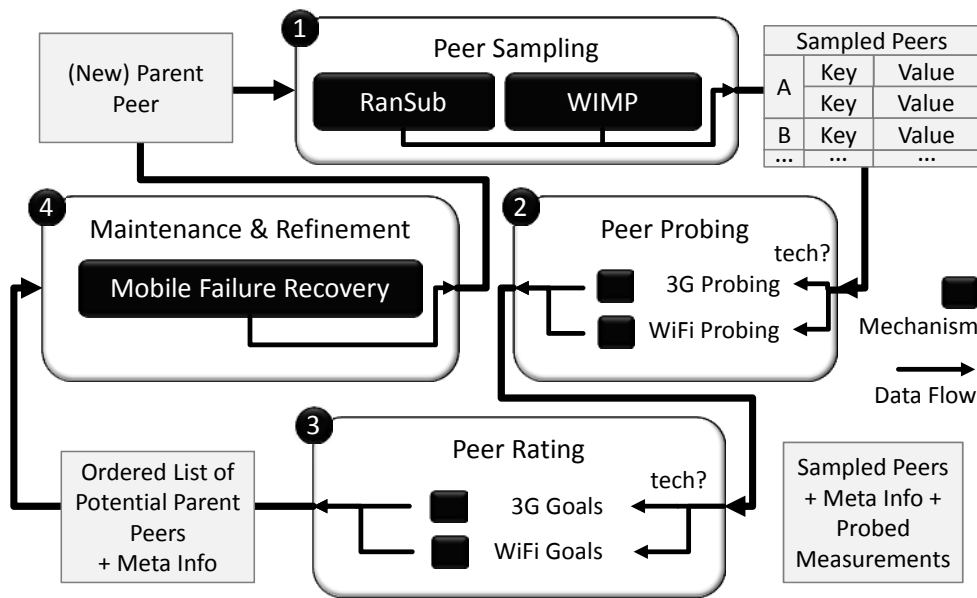 1
Peer Sampling
RanSub
WIMP
(New) Parent
Peer
Sampled Peers
A
Key
Value
Key
Value
B
Key
Value
...
...
...
4
Maintenance & Refinement
Mobile Failure Recovery
2
Peer Probing
tech?
3G Probing
WiFi Probing
Mechanism
Data Flow
3
Peer Rating
tech?
3G Goals
WiFi Goals
Ordered List of
Potential Parent
Peers
+ Meta Info
Sampled Peers
+ Meta Info +
Probed
Measurements